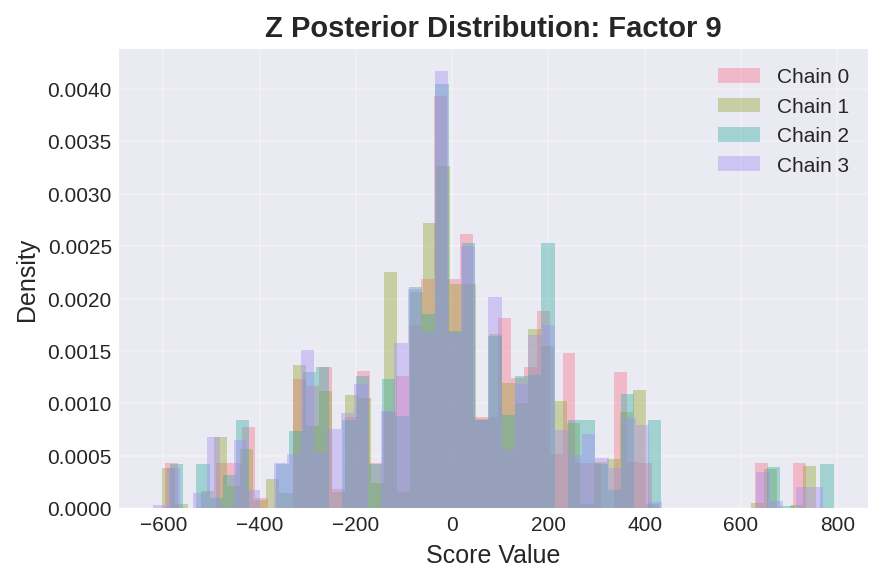 Z Posterior Distribution: Factor 9
Chain 0
Chain 1
Chain 2
Chain 3
0.0040
0.0035
0.0030
0.0025
0.0020
0.0015
0.0010
0.0005
0.0000
Density
−600 −400 −200 0 200 400 600 800
Score Value